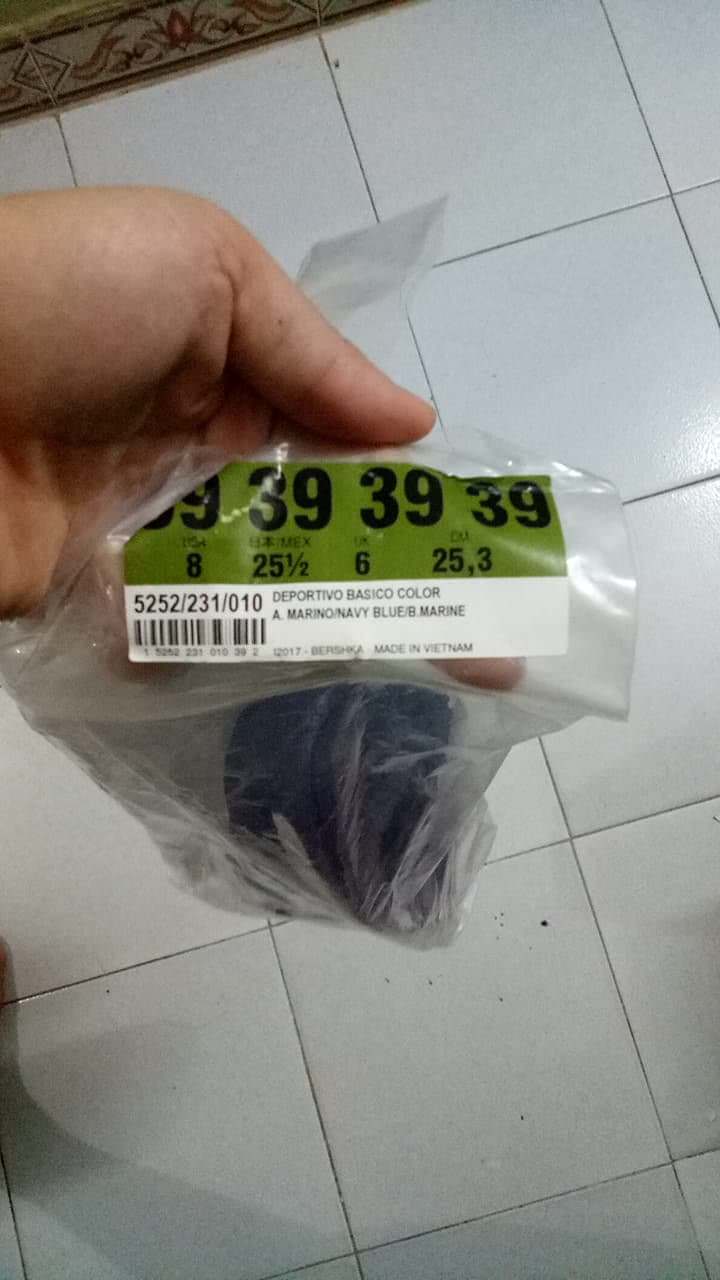 39 39 39 39
USA 日本/MEX UK CM
8 25½ 6 25,3
5252/231/010 DEPORTIVO BASICO COLOR
A. MARINO/NAVY BLUE/B.MARINE
1 5252 231 010 39 2 I2017 - BERSHKA MADE IN VIETNAM